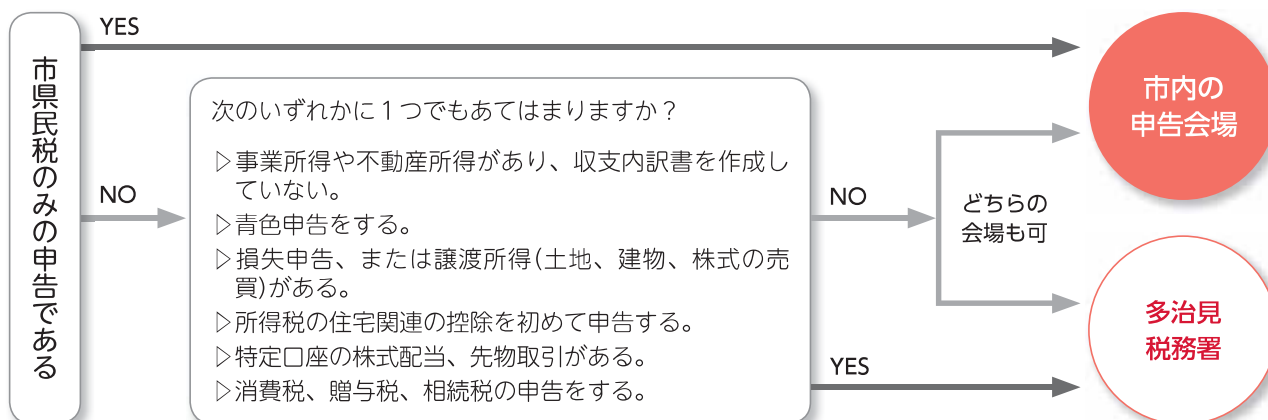 市県民税のみの申告である
YES
NO
次のいずれかに１つでもあてはまりますか？
▷事業所得や不動産所得があり、収支内訳書を作成し
ていない。
▷青色申告をする。
▷損失申告、または譲渡所得(土地、建物、株式の売
買)がある。
▷所得税の住宅関連の控除を初めて申告する。
▷特定口座の株式配当、先物取引がある。
▷消費税、贈与税、相続税の申告をする。
NO
どちらの
会場も可
YES
市内の
申告会場
多治見
税務署